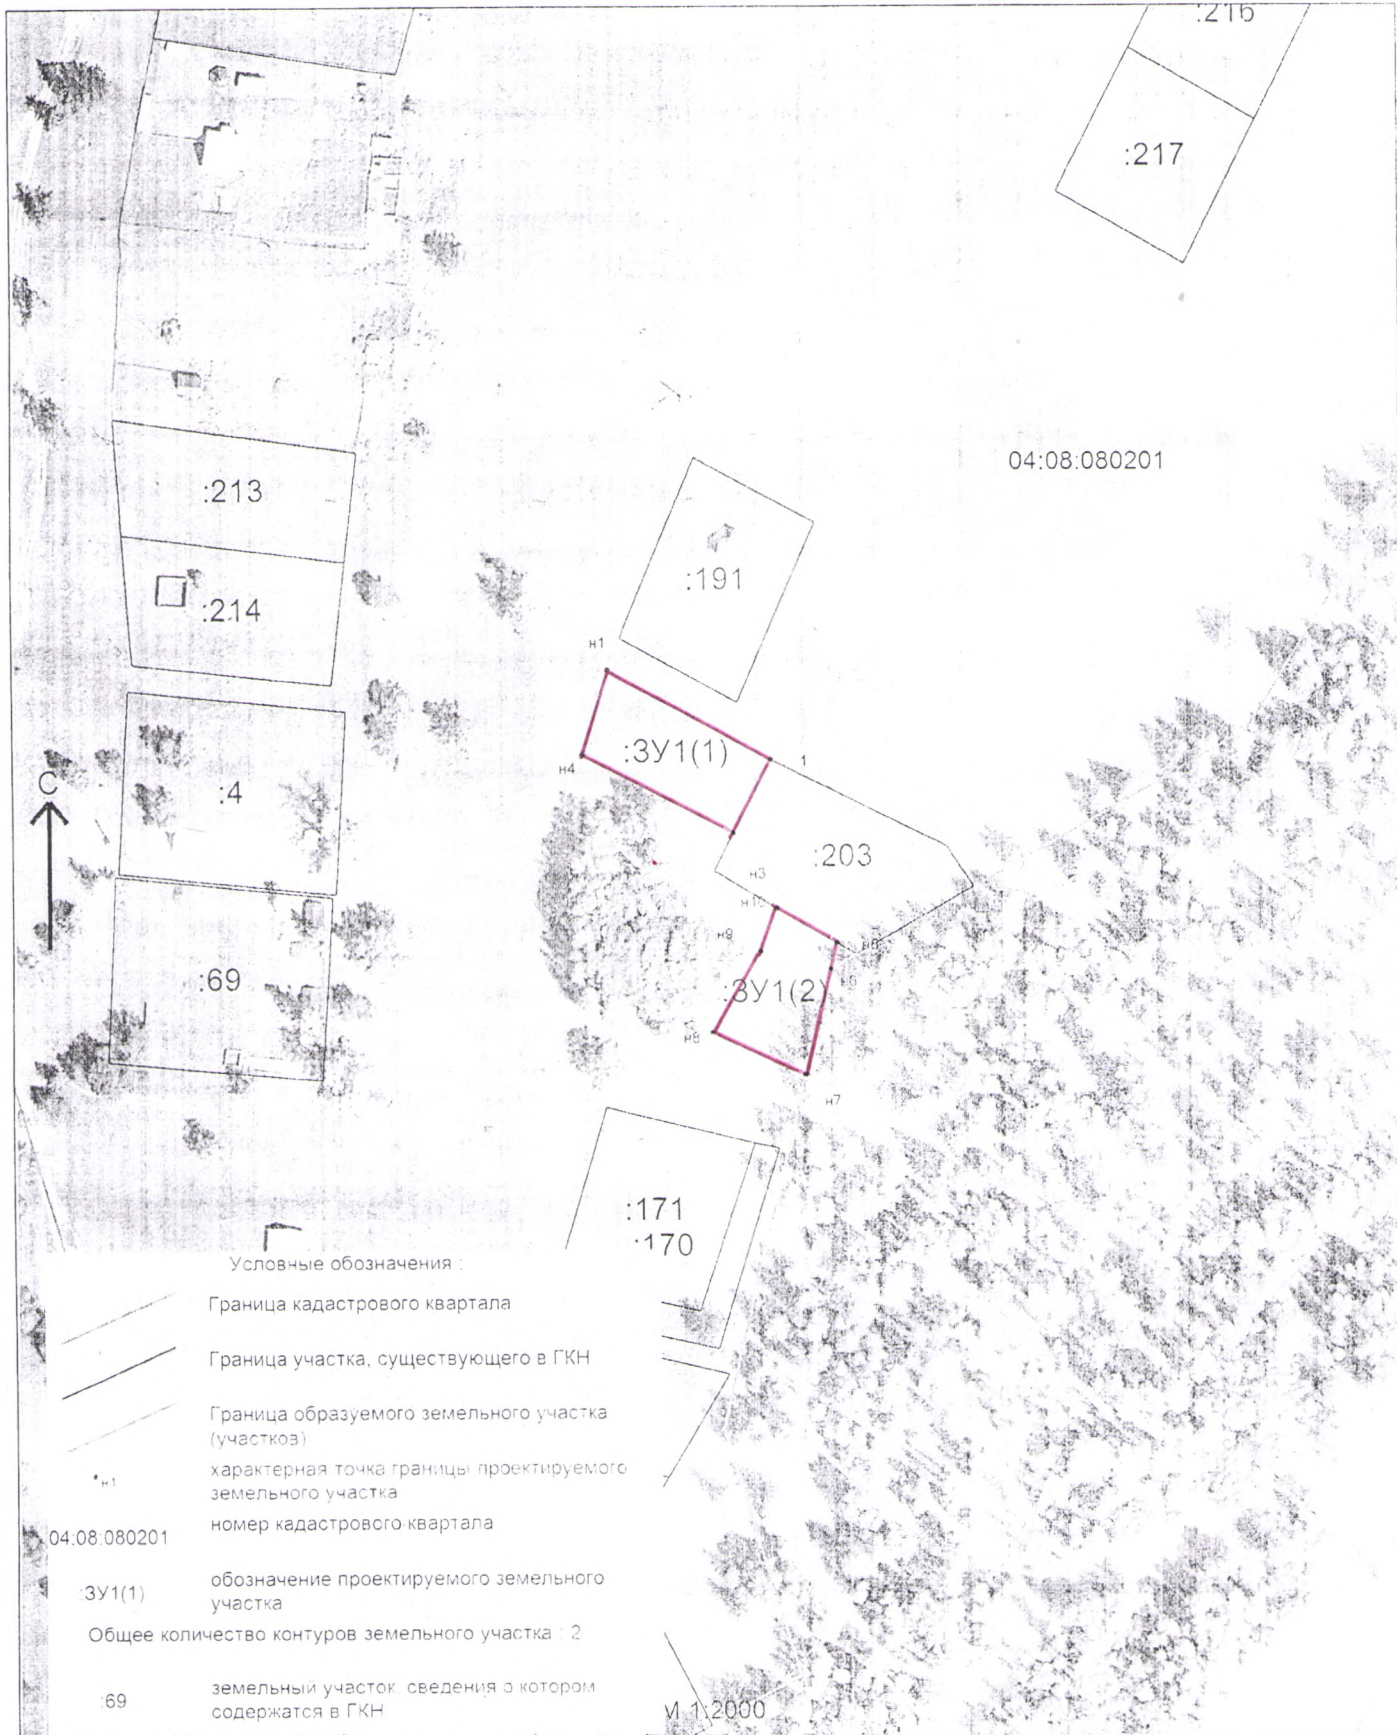 :216
:217
04:08:080201
:213
:191
:214
н1
:ЗУ1(1)
1
н4
:4
С
:203
н3
н9
:69
:ЗУ1(2)
н8
н7
:171
:170
Условные обозначения :
Граница кадастрового квартала
Граница участка, существующего в ГКН
Граница образуемого земельного участка
(участков)
н1
характерная точка границы проектируемого
земельного участка
04:08:080201
номер кадастрового квартала
:ЗУ1(1)
обозначение проектируемого земельного
участка
Общее количество контуров земельного участка : 2
:69
земельный участок, сведения о котором
содержатся в ГКН
М 1:2000